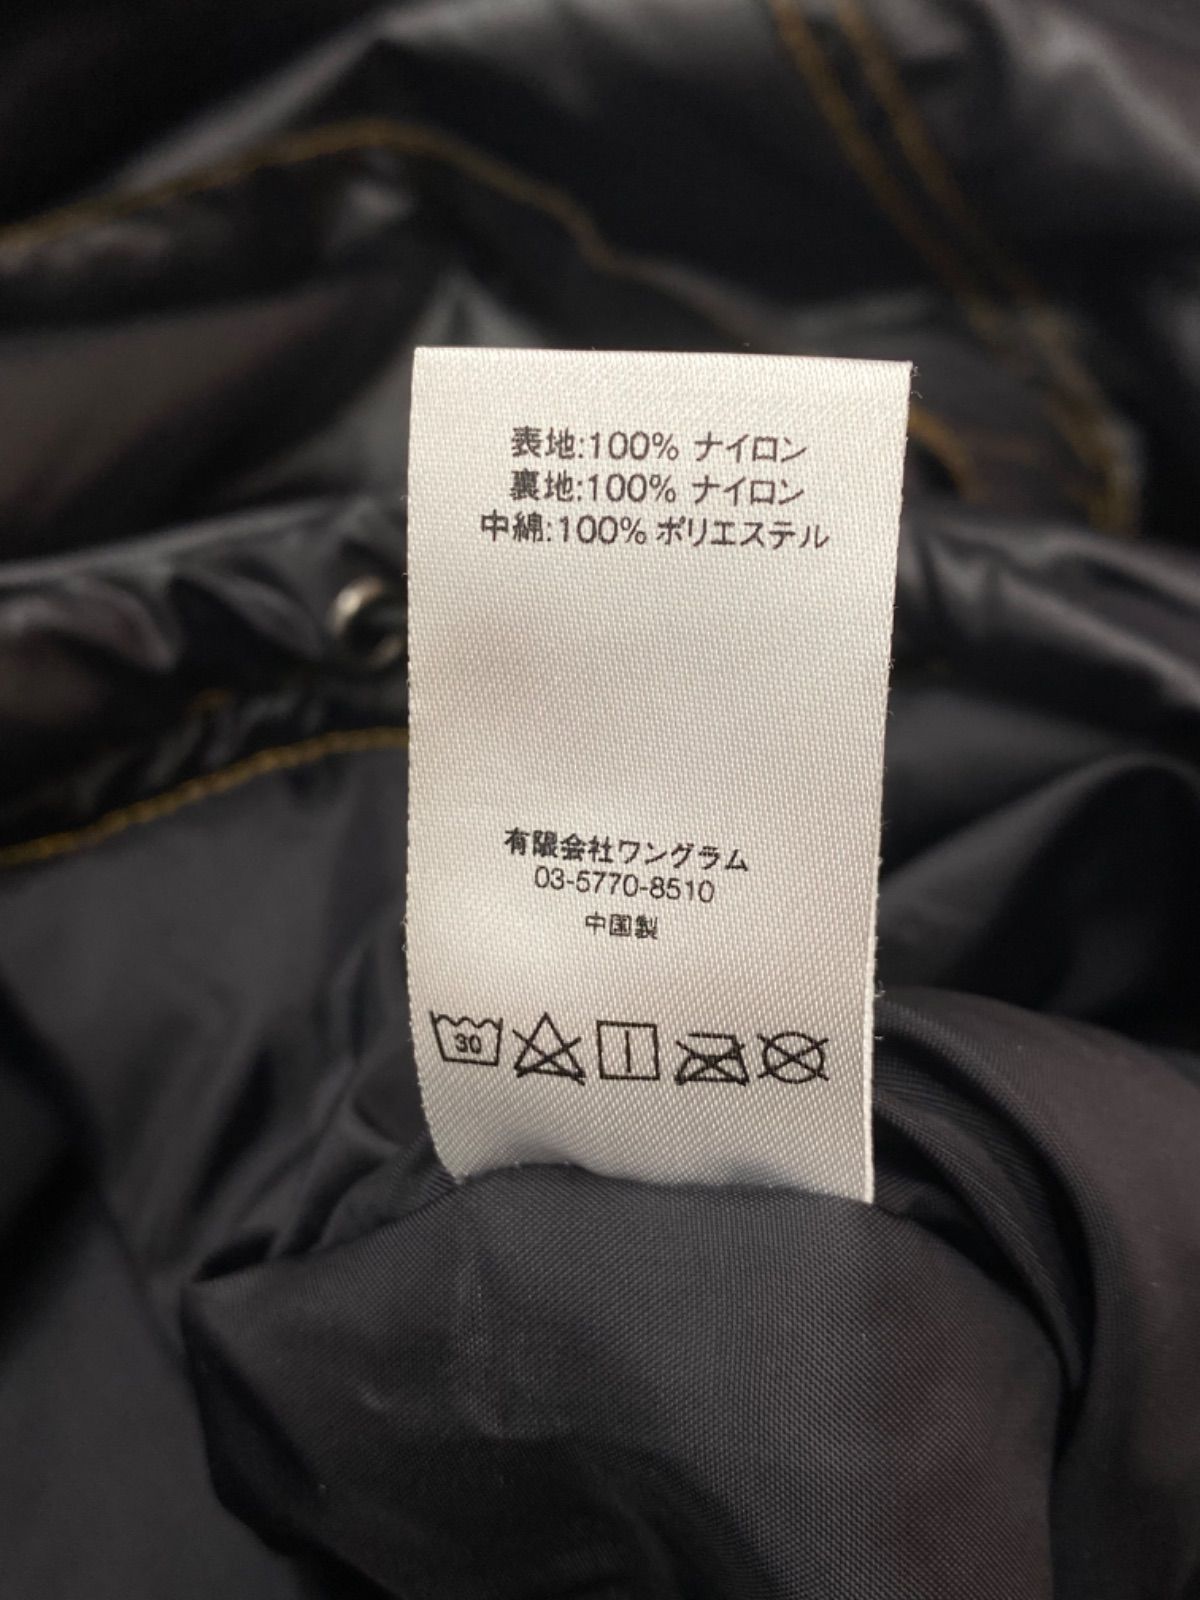 表地:100% ナイロン
裏地:100% ナイロン
中綿:100% ポリエステル
有限会社ワングラム
03-5770-8510
中国製
30